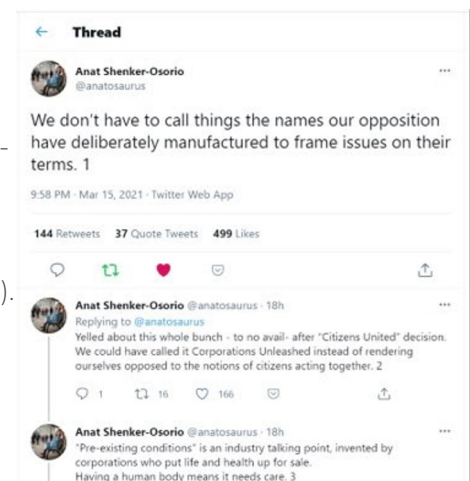 Thread
Anat Shenker-Osorio
@anatosaurus
We don't have to call things the names our opposition
have deliberately manufactured to frame issues on their
terms. 1
9:58 PM · Mar 15, 2021 · Twitter Web App
144 Retweets 37 Quote Tweets 499 Likes
).
Anat Shenker-Osorio @anatosaurus · 18h
Replying to @anatosaurus
Yelled about this whole bunch - to no avail- after "Citizens United" decision.
We could have called it Corporations Unleashed instead of rendering
ourselves opposed to the notions of citizens acting together. 2
1 16 166
Anat Shenker-Osorio @anatosaurus · 18h
"Pre-existing conditions" is an industry talking point, invented by
corporations who put life and health up for sale.
Having a human body means it needs care. 3